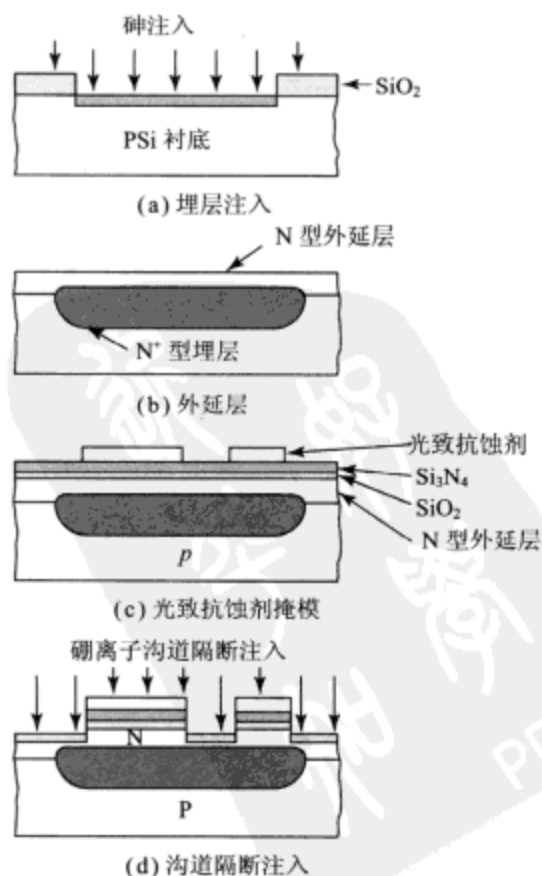 砷注入
SiO₂
PSi 衬底
(a) 埋层注入
N 型外延层
N⁺ 型埋层
(b) 外延层
光致抗蚀剂
Si₃N₄
SiO₂
N 型外延层
p
(c) 光致抗蚀剂掩模
硼离子沟道隔断注入
N
P
(d) 沟道隔断注入